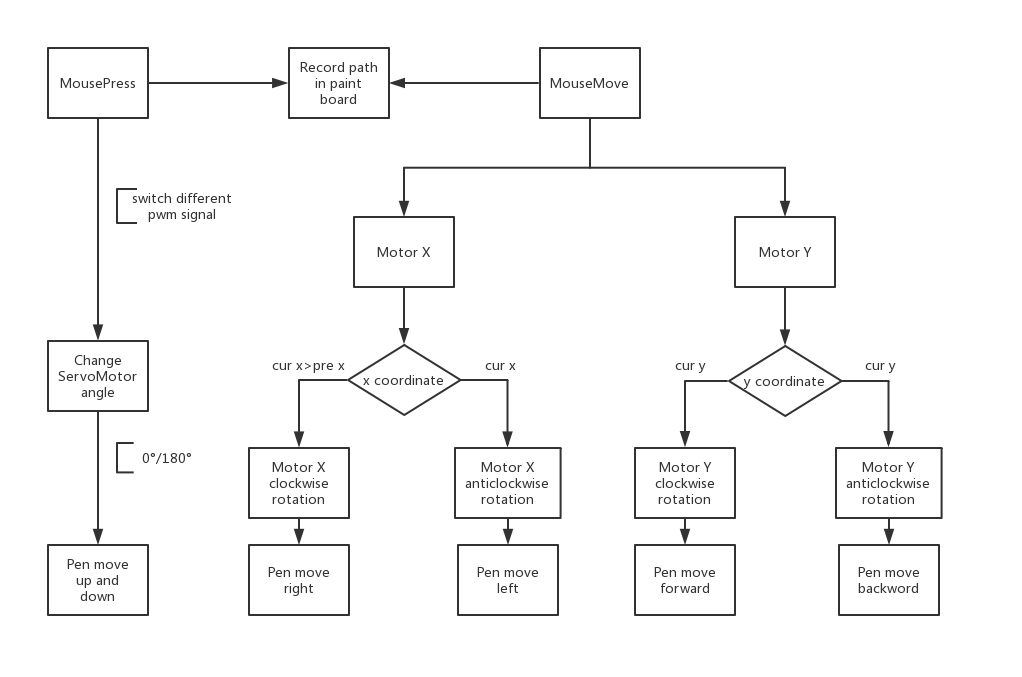 MousePress
Record path
in paint
board
MouseMove
switch different
pwm signal
Motor X
Motor Y
Change
ServoMotor
angle
cur x>pre x
x coordinate
cur x
cur y
y coordinate
cur y
0°/180°
Motor X
clockwise
rotation
Motor X
anticlockwise
rotation
Motor Y
clockwise
rotation
Motor Y
anticlockwise
rotation
Pen move
up and
down
Pen move
right
Pen move
left
Pen move
forward
Pen move
backword